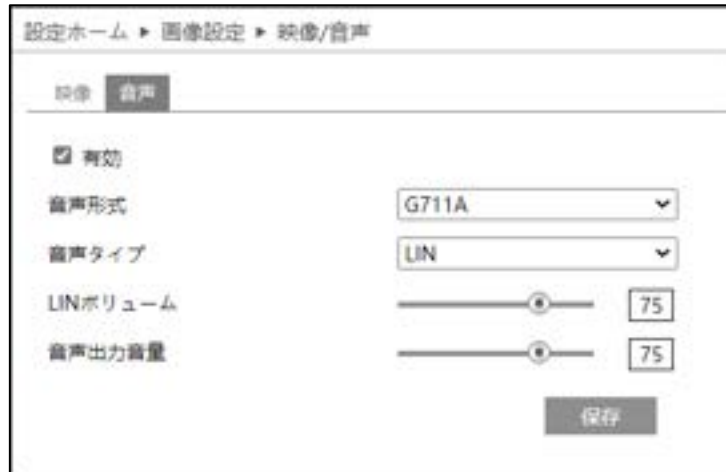 設定ホーム ▸ 画像設定 ▸ 映像/音声
映像 音声
有効
音声形式 G711A
音声タイプ LIN
LINボリューム 75
音声出力音量 75
保存